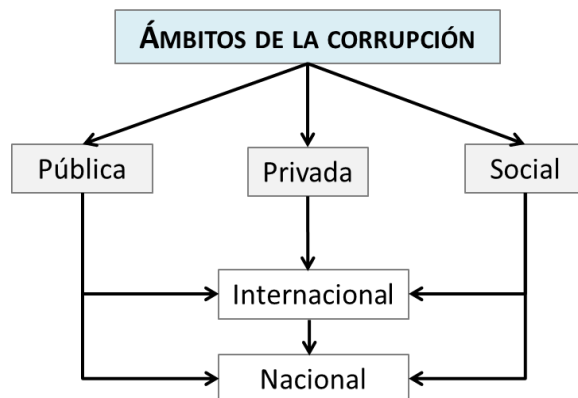 ÁMBITOS DE LA CORRUPCIÓN
Pública
Privada
Social
Internacional
Nacional